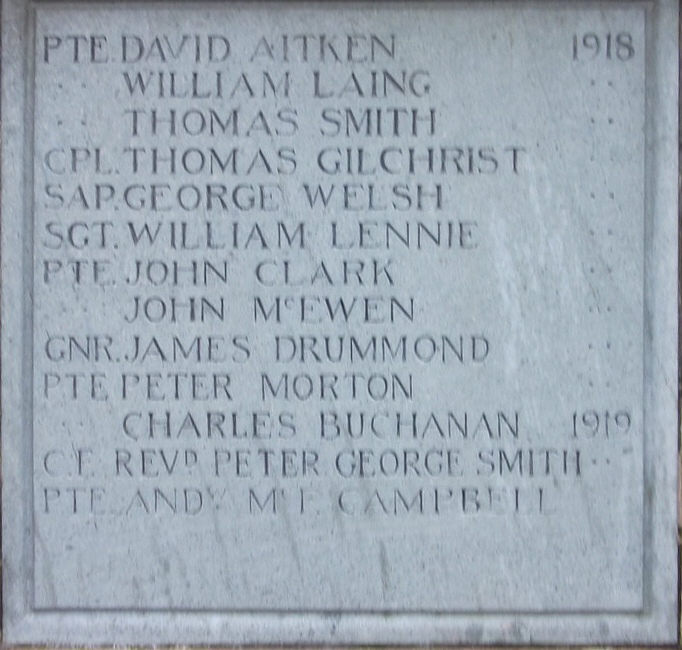 PTE. DAVID AITKEN 1918
.. WILLIAM LAING ..
.. THOMAS SMITH ..
CPL. THOMAS GILCHRIST ..
SAP. GEORGE WELSH ..
SGT. WILLIAM LENNIE ..
PTE. JOHN CLARK ..
.. JOHN McEWEN ..
GNR. JAMES DRUMMOND ..
PTE. PETER MORTON ..
.. CHARLES BUCHANAN 1919
C.F. REVD PETER GEORGE SMITH ..
PTE. ANDW Mc F. CAMPBELL